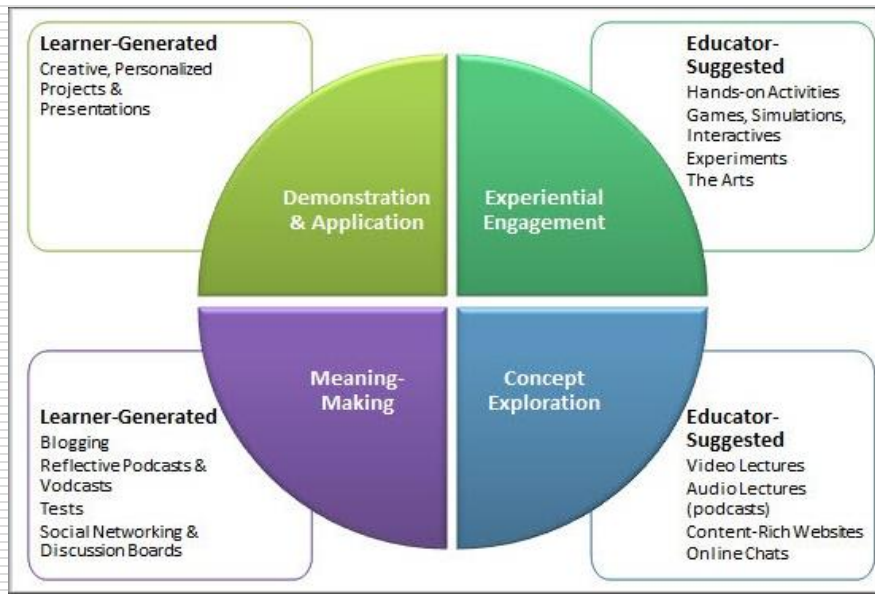 Learner-Generated
Creative, Personalized
Projects &
Presentations
Educator-
Suggested
Hands-on Activities
Games, Simulations,
Interactives
Experiments
The Arts
Demonstration
& Application
Experiential
Engagement
Meaning-
Making
Concept
Exploration
Learner-Generated
Blogging
Reflective Podcasts &
Vodcasts
Tests
Social Networking &
Discussion Boards
Educator-
Suggested
Video Lectures
Audio Lectures
(podcasts)
Content-Rich Websites
Online Chats